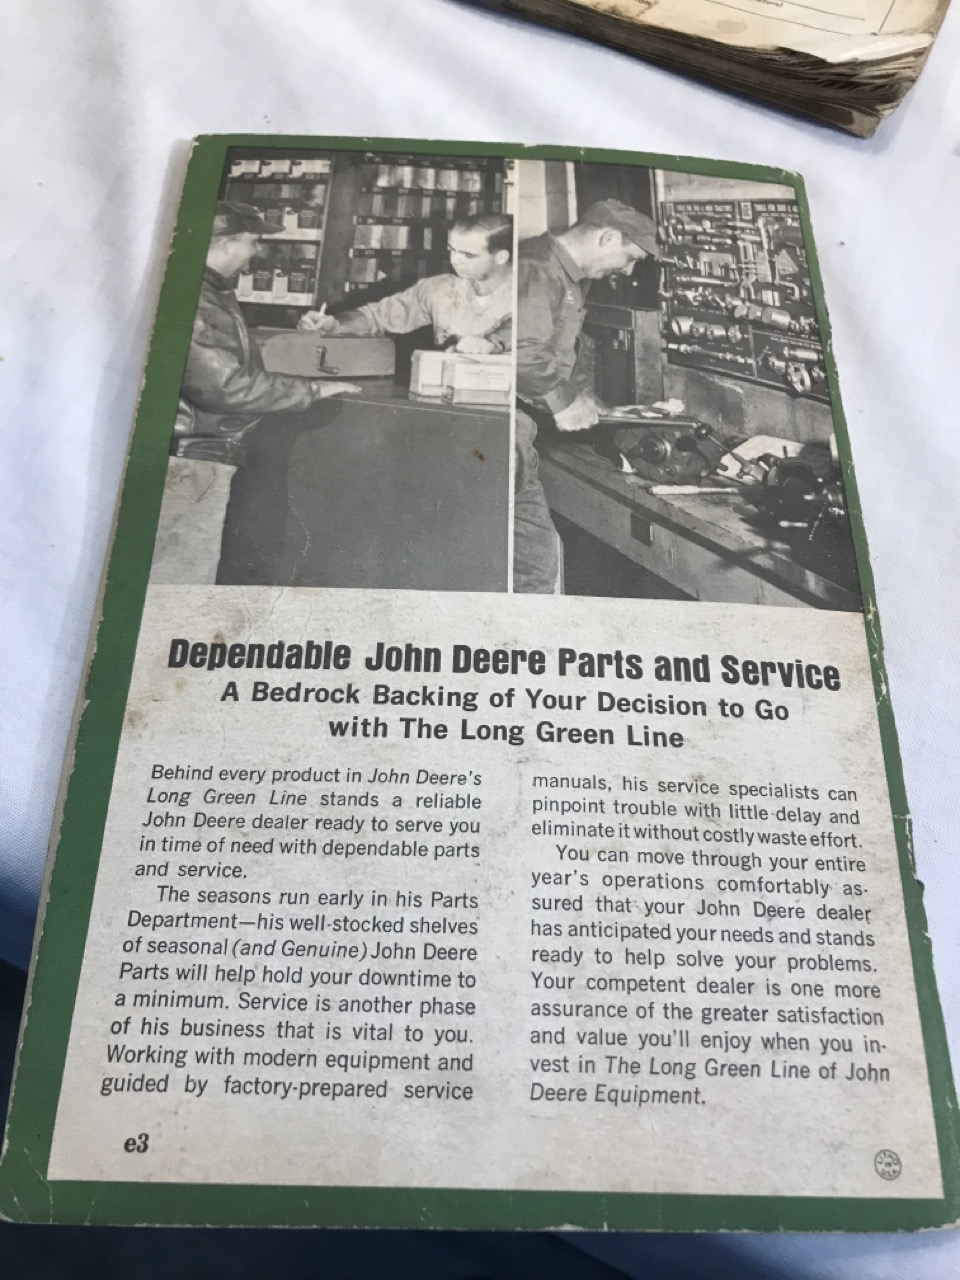 Dependable John Deere Parts and Service
A Bedrock Backing of Your Decision to Go
with The Long Green Line
Behind every product in John Deere's
Long Green Line stands a reliable
John Deere dealer ready to serve you
in time of need with dependable parts
and service.
The seasons run early in his Parts
Department—his well-stocked shelves
of seasonal (and Genuine) John Deere
Parts will help hold your downtime to
a minimum. Service is another phase
of his business that is vital to you.
Working with modern equipment and
guided by factory-prepared service
manuals, his service specialists can
pinpoint trouble with little delay and
eliminate it without costly waste effort.
You can move through your entire
year's operations comfortably as-
sured that your John Deere dealer
has anticipated your needs and stands
ready to help solve your problems.
Your competent dealer is one more
assurance of the greater satisfaction
and value you'll enjoy when you in-
vest in The Long Green Line of John
Deere Equipment.
e3
LITHO
IN
USA